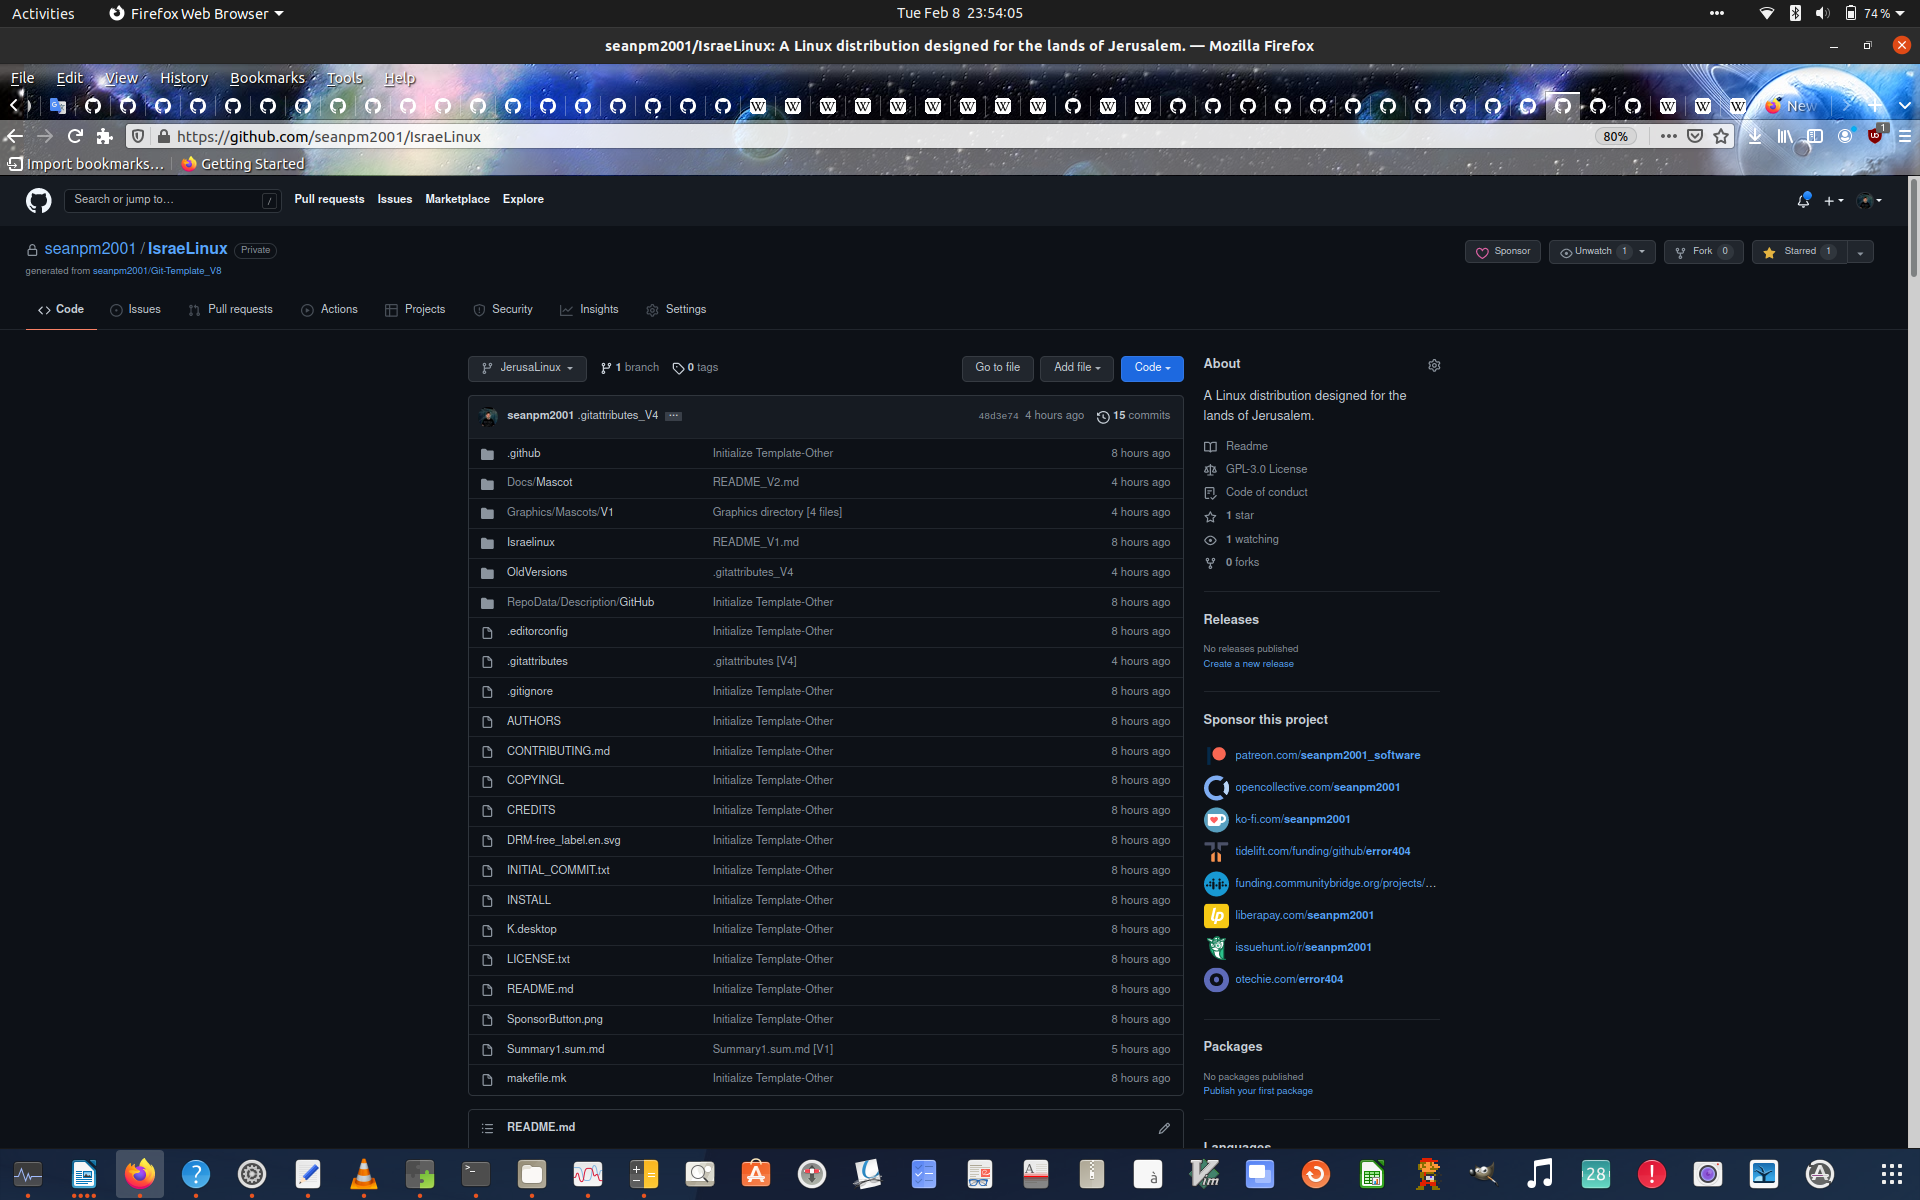 Activities
Firefox Web Browser
Tue Feb 8 23:54:05
74%
seanpm2001/IsraeLinux: A Linux distribution designed for the lands of Jerusalem. — Mozilla Firefox
File Edit View History Bookmarks Tools Help
New
https://github.com/seanpm2001/IsraeLinux
80%
1
Import bookmarks…
Getting Started
Search or jump to…
/
Pull requests Issues Marketplace Explore
seanpm2001 / IsraeLinux Private
Sponsor
Unwatch 1
Fork 0
Starred 1
generated from seanpm2001/Git-Template_V8
Code Issues Pull requests Actions Projects Security Insights Settings
JerusaLinux
1 branch
0 tags
Go to file
Add file
Code
seanpm2001 .gitattributes_V4 ···
48d3e74 4 hours ago 15 commits
.github Initialize Template-Other 8 hours ago
Docs/Mascot README_V2.md 4 hours ago
Graphics/Mascots/V1 Graphics directory [4 files] 4 hours ago
Israelinux README_V1.md 8 hours ago
OldVersions .gitattributes_V4 4 hours ago
RepoData/Description/GitHub Initialize Template-Other 8 hours ago
.editorconfig Initialize Template-Other 8 hours ago
.gitattributes .gitattributes [V4] 4 hours ago
.gitignore Initialize Template-Other 8 hours ago
AUTHORS Initialize Template-Other 8 hours ago
CONTRIBUTING.md Initialize Template-Other 8 hours ago
COPYINGL Initialize Template-Other 8 hours ago
CREDITS Initialize Template-Other 8 hours ago
DRM-free_label.en.svg Initialize Template-Other 8 hours ago
INITIAL_COMMIT.txt Initialize Template-Other 8 hours ago
INSTALL Initialize Template-Other 8 hours ago
K.desktop Initialize Template-Other 8 hours ago
LICENSE.txt Initialize Template-Other 8 hours ago
README.md Initialize Template-Other 8 hours ago
SponsorButton.png Initialize Template-Other 8 hours ago
Summary1.sum.md Summary1.sum.md [V1] 5 hours ago
makefile.mk Initialize Template-Other 8 hours ago
README.md
About
A Linux distribution designed for the
lands of Jerusalem.
Readme
GPL-3.0 License
Code of conduct
1 star
1 watching
0 forks
Releases
No releases published
Create a new release
Sponsor this project
patreon.com/seanpm2001_software
opencollective.com/seanpm2001
ko-fi.com/seanpm2001
tidelift.com/funding/github/error404
funding.communitybridge.org/projects/…
liberapay.com/seanpm2001
issuehunt.io/r/seanpm2001
otechie.com/error404
Packages
No packages published
Publish your first package
Languages
28